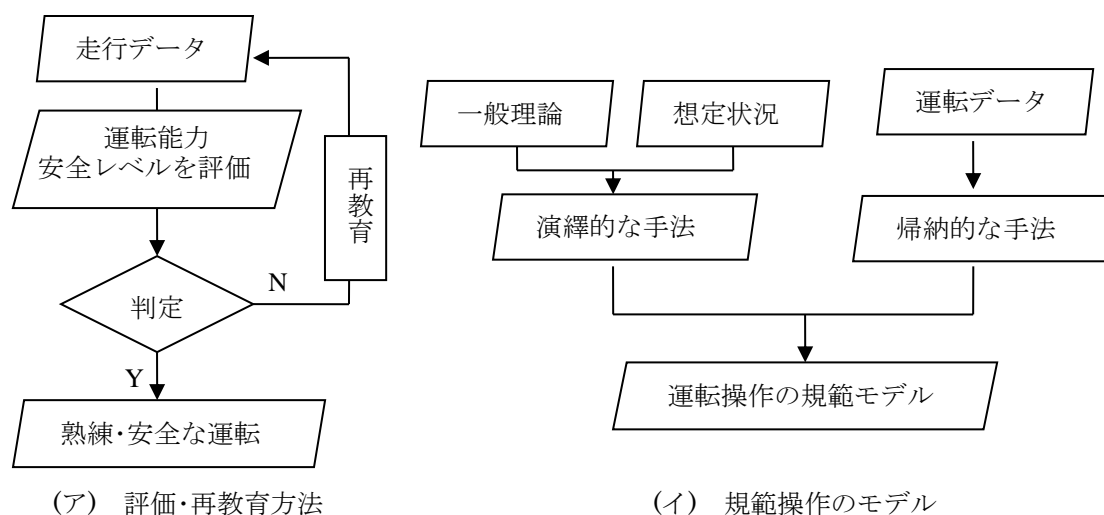 走行データ
運転能力
安全レベルを評価
再教育
判定
N
Y
熟練・安全な運転
(ア) 評価・再教育方法
一般理論
想定状況
運転データ
演繹的な手法
帰納的な手法
運転操作の規範モデル
(イ) 規範操作のモデル